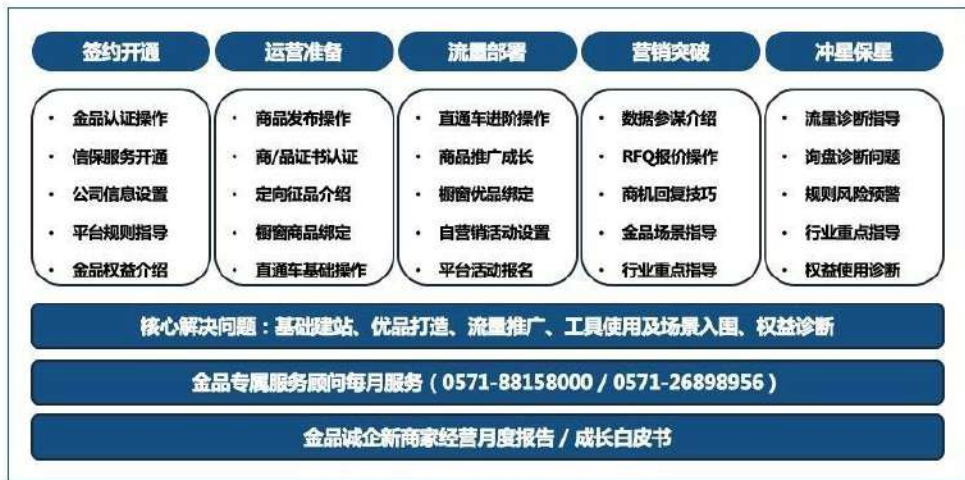 签约开通
运营准备
流量部署
营销突破
冲星保星
金品认证操作
信保服务开通
公司信息设置
平台规则指导
金品权益介绍
商品发布操作
商/品证书认证
定向征品介绍
橱窗商品绑定
直通车基础操作
直通车进阶操作
商品推广成长
橱窗优品绑定
自营销活动设置
平台活动报名
数据参谋介绍
RFQ报价操作
商机回复技巧
金品场景指导
行业重点指导
流量诊断指导
询盘诊断问题
规则风险预警
行业重点指导
权益使用诊断
核心解决问题：基础建站、优品打造、流量推广、工具使用及场景入围、权益诊断
金品专属服务顾问每月服务（0571-88158000 / 0571-26898956）
金品诚企新商家经营月度报告 / 成长白皮书